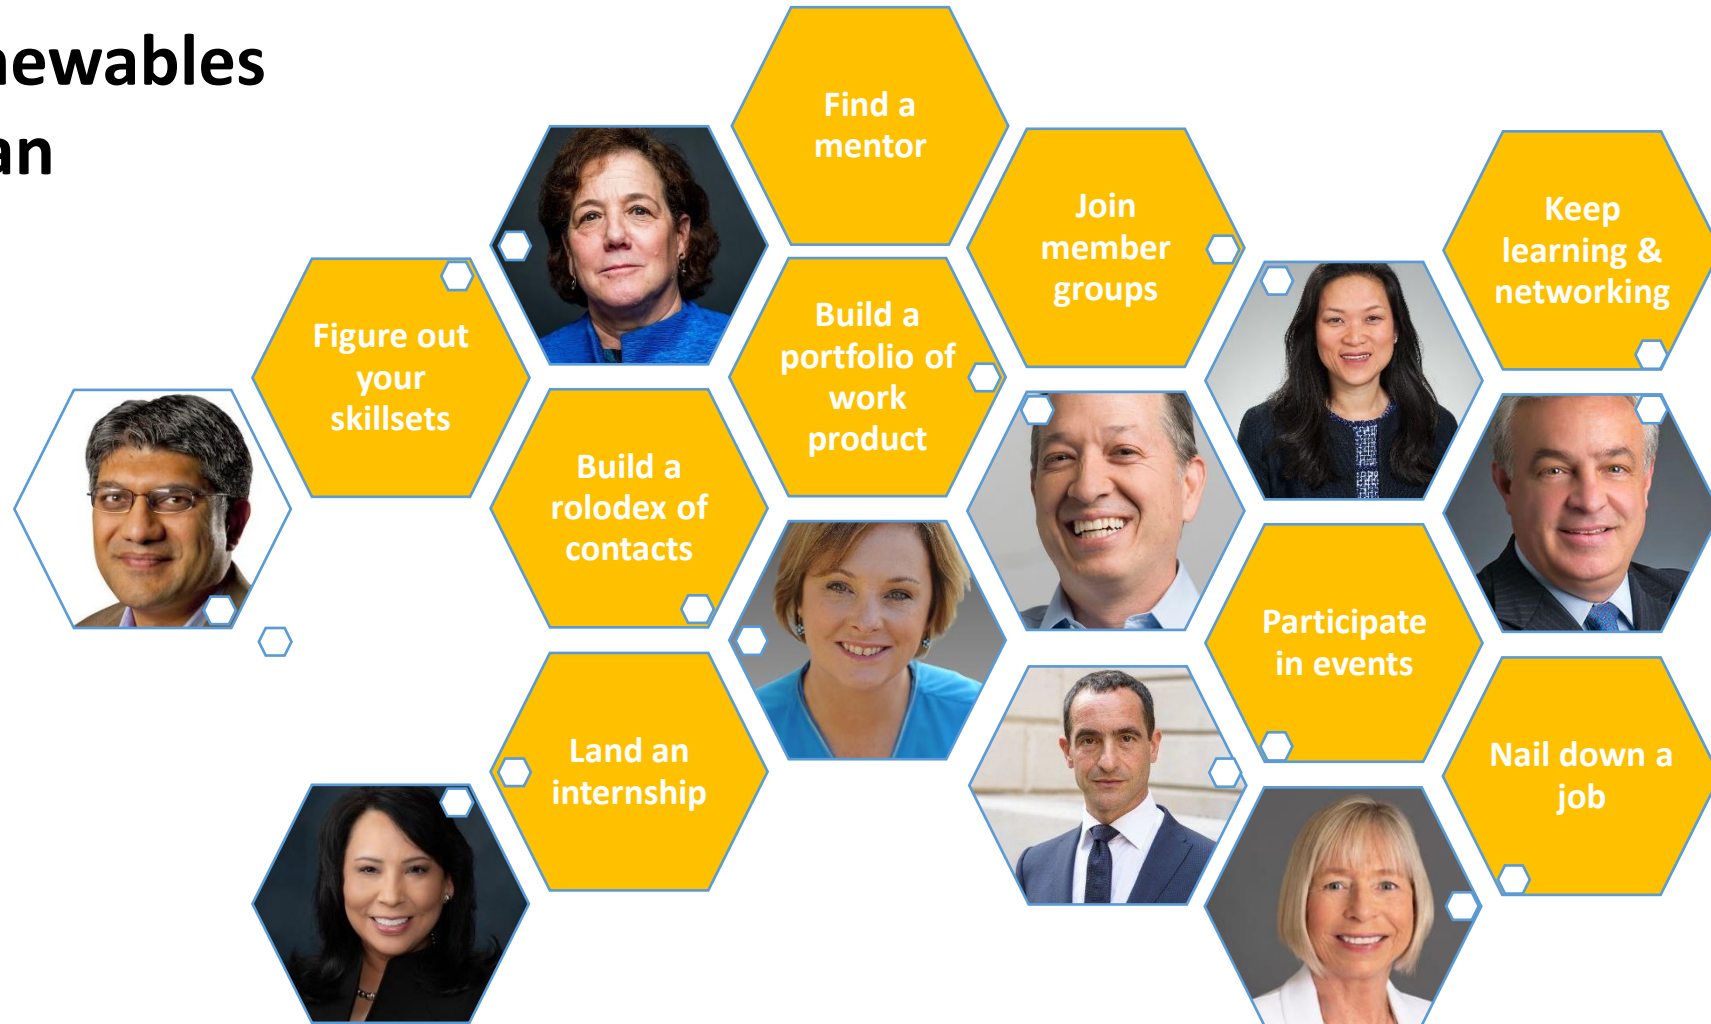 newables
an
Find a
mentor
Join
member
groups
Keep
learning &
networking
Figure out
your
skillsets
Build a
portfolio of
work
product
Build a
rolodex of
contacts
Participate
in events
Land an
internship
Nail down a
job